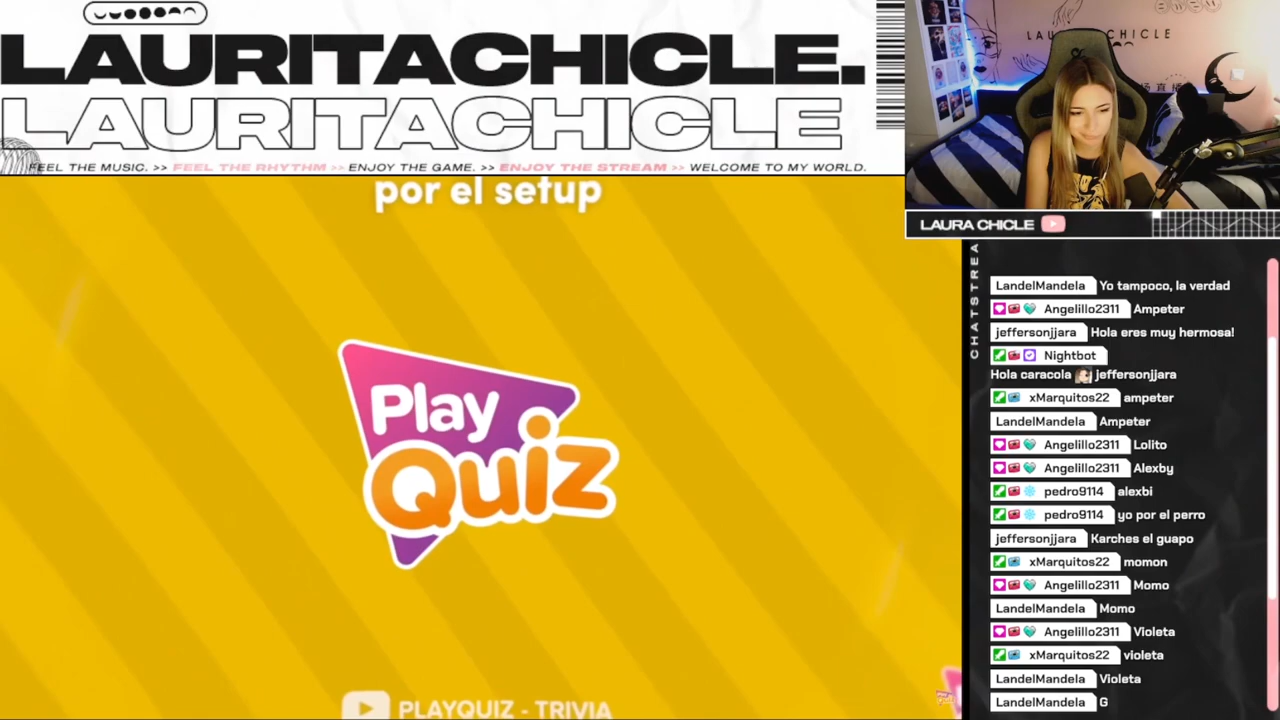 LAURITACHICLE.
LAURITACHICLE
FEEL THE MUSIC. >> FEEL THE RHYTHM >> ENJOY THE GAME. >> ENJOY THE STREAM >> WELCOME TO MY WORLD.
LAURA CHICLE
por el setup
Play
Quiz
PLAYQUIZ - TRIVIA
CHATSTREA
LandelMandela Yo tampoco, la verdad
Angelillo2311 Ampeter
jeffersonjjara Hola eres muy hermosa!
Nightbot
Hola caracola jeffersonjjara
xMarquitos22 ampeter
LandelMandela Ampeter
Angelillo2311 Lolito
Angelillo2311 Alexby
pedro9114 alexbi
pedro9114 yo por el perro
jeffersonjjara Karches el guapo
xMarquitos22 momon
Angelillo2311 Momo
LandelMandela Momo
Angelillo2311 Violeta
xMarquitos22 violeta
LandelMandela Violeta
LandelMandela G